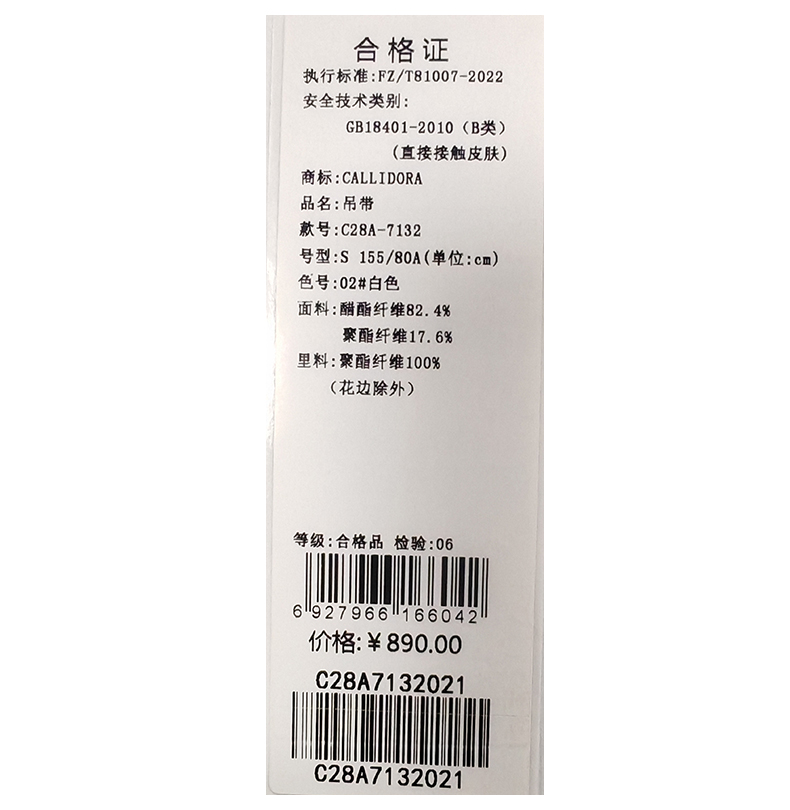 合格证
执行标准:FZ/T81007-2022
安全技术类别:
GB18401-2010（B类）
(直接接触皮肤)
商标:CALLIDORA
品名:吊带
款号:C28A-7132
号型:S 155/80A(单位:cm)
色号:02#白色
面料:醋酯纤维82.4%
聚酯纤维17.6%
里料:聚酯纤维100%
（花边除外）
等级:合格品 检验:06
6 927966 166042
价格:￥890.00
C28A7132021
C28A7132021